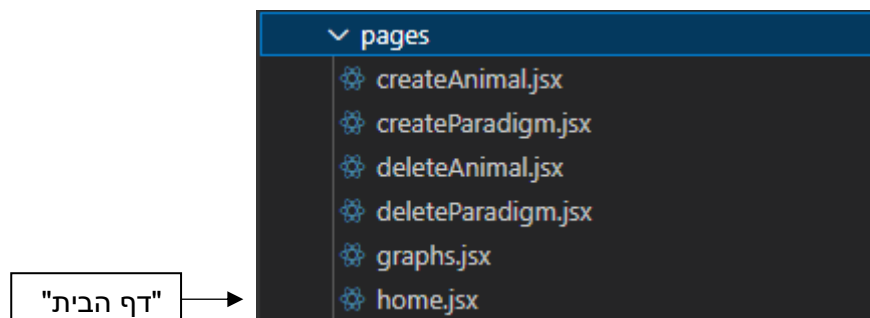 pages
createAnimal.jsx
createParadigm.jsx
deleteAnimal.jsx
deleteParadigm.jsx
graphs.jsx
home.jsx
"דף הבית"